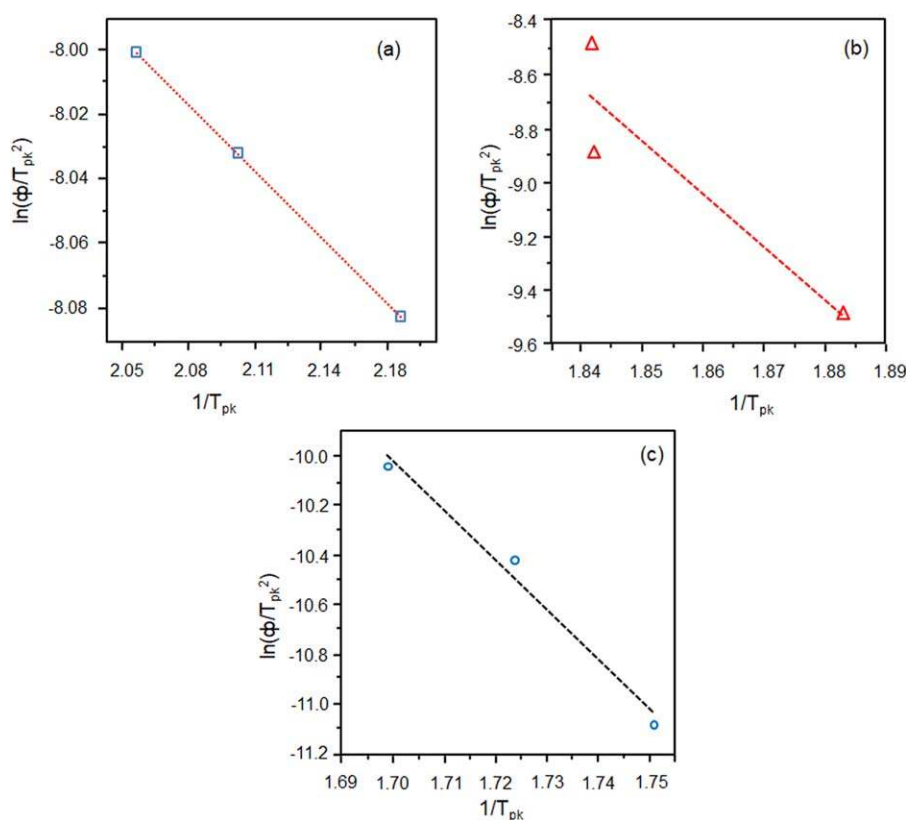 (a)
-8.00
-8.02
-8.04
-8.06
-8.08
ln(ф/Tpk²)
2.05 2.08 2.11 2.14 2.18
1/Tpk
(b)
-8.4
-8.6
-8.8
-9.0
-9.2
-9.4
-9.6
ln(ф/Tpk²)
1.84 1.85 1.86 1.87 1.88 1.89
1/Tpk
(c)
-10.0
-10.2
-10.4
-10.6
-10.8
-11.0
-11.2
ln(ф/Tpk²)
1.69 1.70 1.71 1.72 1.73 1.74 1.75
1/Tpk